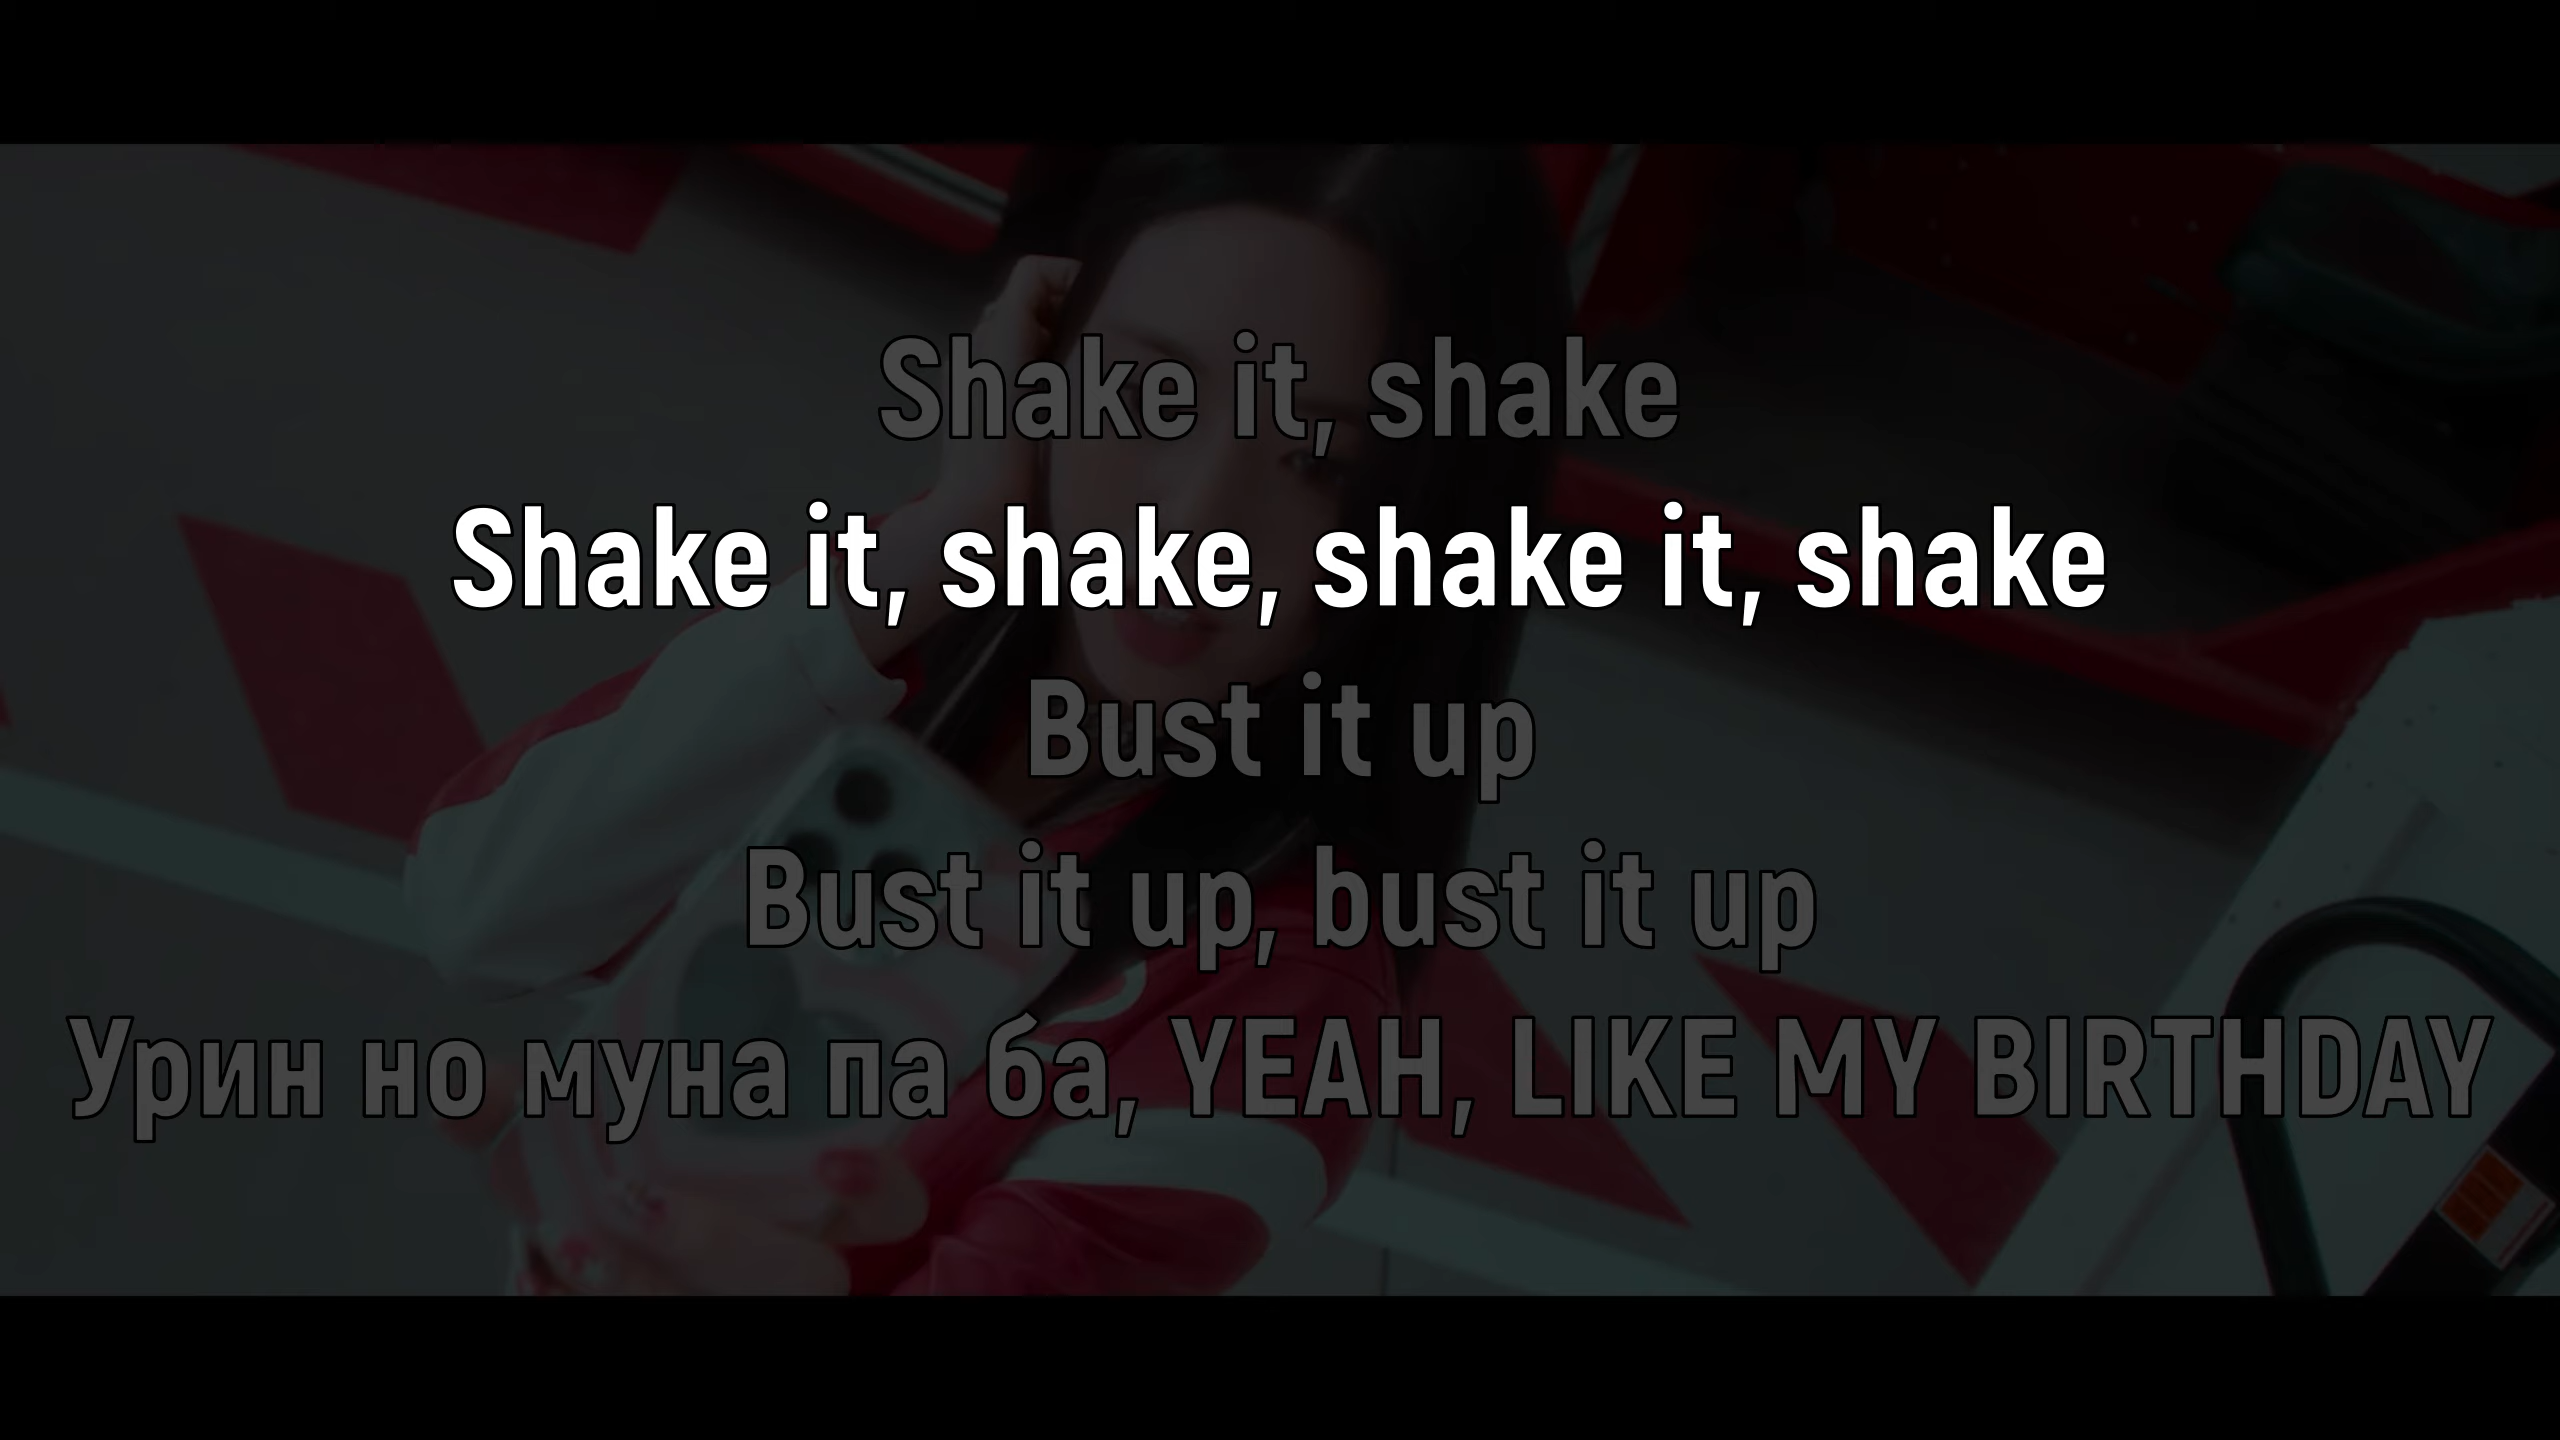 Shake it, shake
Shake it, shake, shake it, shake
Bust it up
Bust it up, bust it up
Урин но муна па ба, YEAH, LIKE MY BIRTHDAY